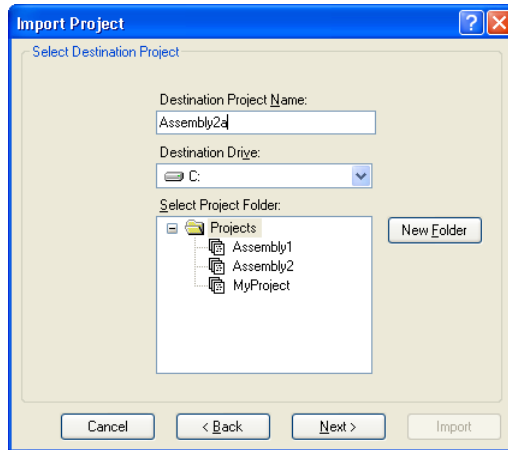 Import Project
Select Destination Project
Destination Project Name:
Assembly2a
Destination Drive:
C:
Select Project Folder:
Projects
New Folder
Assembly1
Assembly2
MyProject
Cancel
< Back
Next >
Import